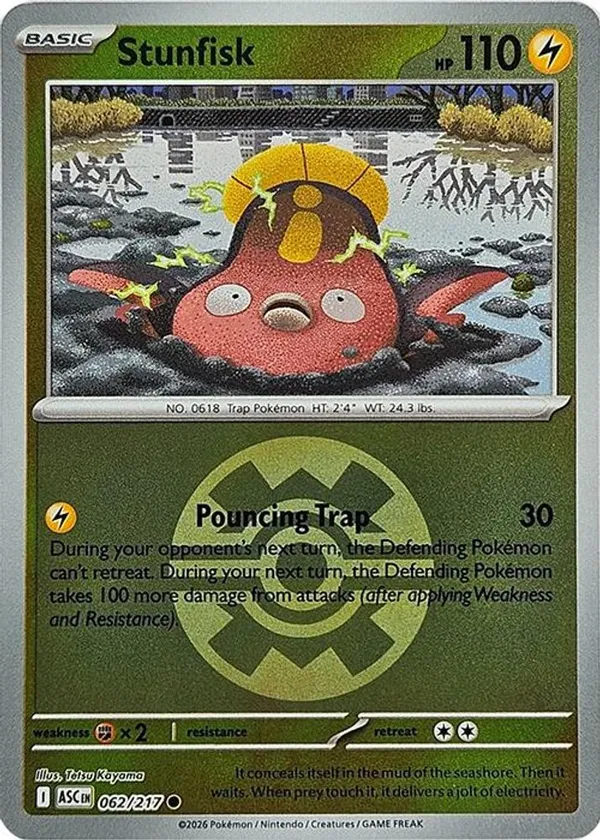 BASIC
Stunfisk
HP 110
NO. 0618 Trap Pokémon HT: 2'4" WT: 24.3 lbs.
Pouncing Trap 30
During your opponent's next turn, the Defending Pokémon
can't retreat. During your next turn, the Defending Pokémon
takes 100 more damage from attacks (after applying Weakness
and Resistance).
weakness ×2 resistance retreat
Illus. Tetsu Kayama
I ASC EN 062/217
It conceals itself in the mud of the seashore. Then it
waits. When prey touch it, it delivers a jolt of electricity.
©2026 Pokémon / Nintendo / Creatures / GAME FREAK